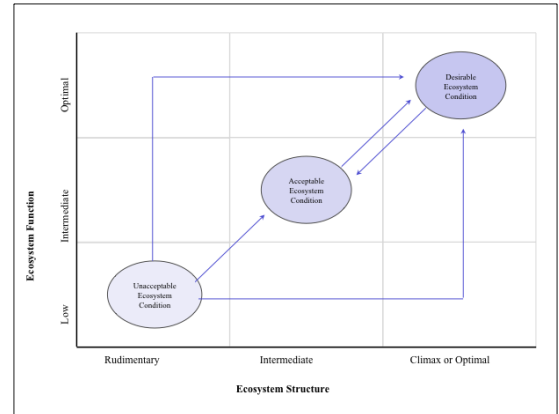 Desirable
Ecosystem
Condition
Acceptable
Ecosystem
Condition
Unacceptable
Ecosystem
Condition
Ecosystem Function
Optimal
Intermediate
Low
Rudimentary
Intermediate
Climax or Optimal
Ecosystem Structure